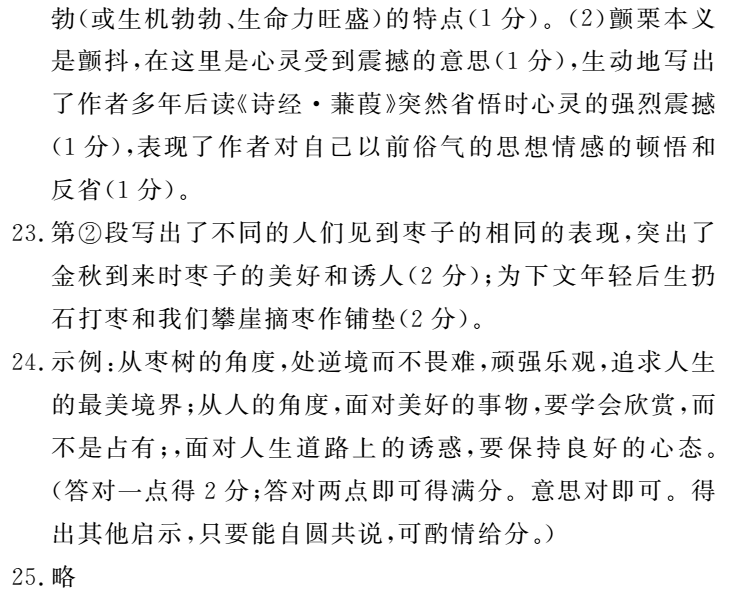 勃(或生机勃勃、生命力旺盛)的特点(1 分)。(2)颤栗本义
是颤抖,在这里是心灵受到震撼的意思(1 分),生动地写出
了作者多年后读《诗经·蒹葭》突然省悟时心灵的强烈震撼
(1 分),表现了作者对自己以前俗气的思想情感的顿悟和
反省(1 分)。
23. 第②段写出了不同的人们见到枣子的相同的表现,突出了
金秋到来时枣子的美好和诱人(2 分);为下文年轻后生扔
石打枣和我们攀崖摘枣作铺垫(2 分)。
24. 示例:从枣树的角度,处逆境而不畏难,顽强乐观,追求人生
的最美境界;从人的角度,面对美好的事物,要学会欣赏,而
不是占有;,面对人生道路上的诱惑,要保持良好的心态。
(答对一点得 2 分;答对两点即可得满分。意思对即可。得
出其他启示,只要能自圆共说,可酌情给分。)
25. 略